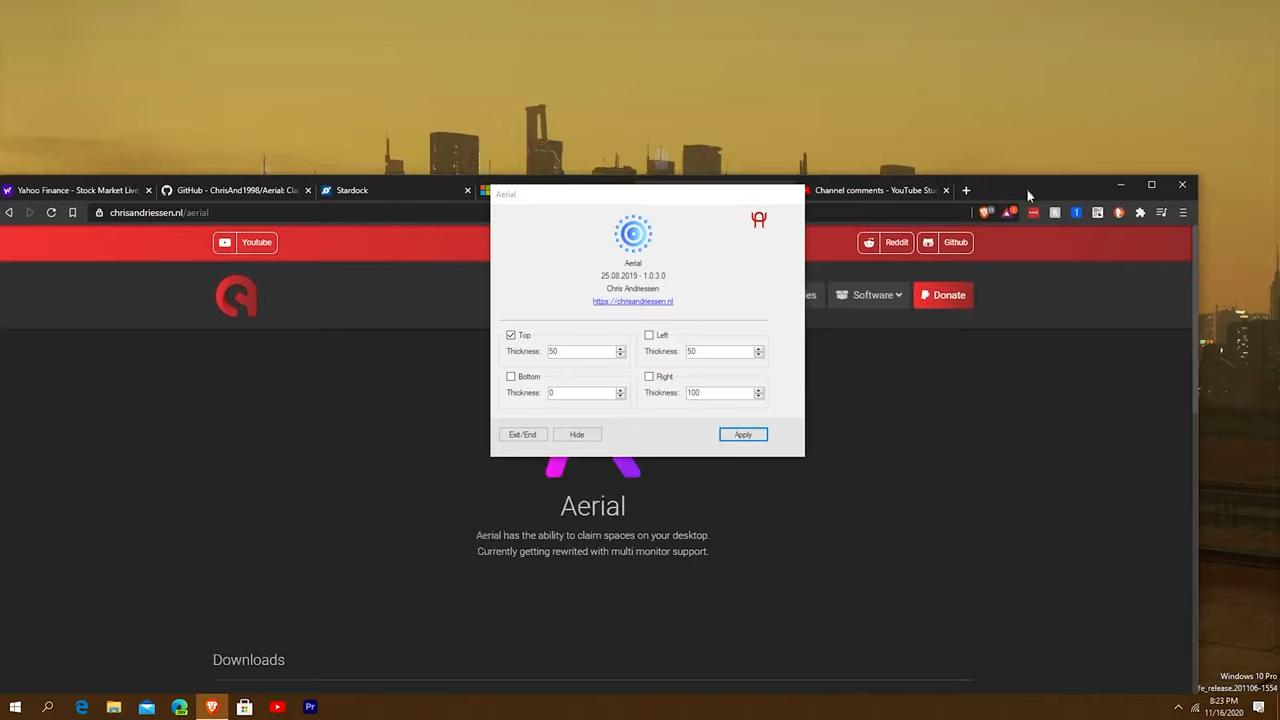 Yahoo Finance - Stock Market Live
GitHub - ChrisAnd1998/Aerial: Cla
Stardock
Channel comments - YouTube Stu
chrisandriessen.nl/aerial
Youtube
Reddit
Github
Software
Donate
Aerial
Aerial
25.08.2019 - 1.0.3.0
Chris Andriessen
https://chrisandriessen.nl
Top
Thickness: 50
Left
Thickness: 50
Bottom
Thickness: 0
Right
Thickness: 100
Exit/End
Hide
Apply
Aerial
Aerial has the ability to claim spaces on your desktop.
Currently getting rewrited with multi monitor support.
Downloads
Windows 10 Pro
fe_release.201106-1554
8:23 PM
11/16/2020
Pr